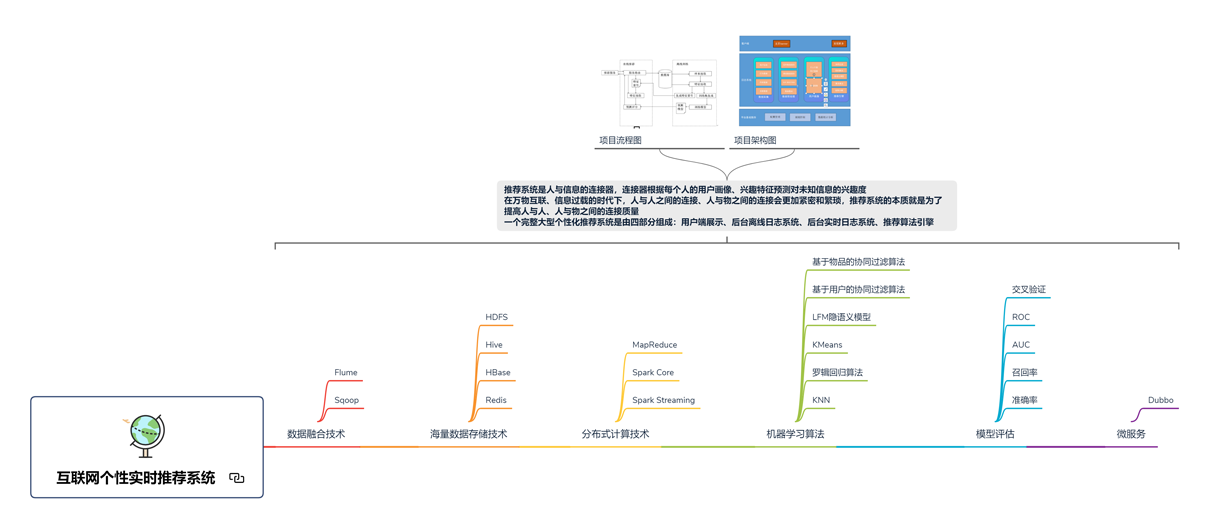 项目流程图
项目架构图
推荐系统是人与信息的连接器，连接器根据每个人的用户画像、兴趣特征预测对未知信息的兴趣度
在万物互联、信息过载的时代下，人与人之间的连接、人与物之间的连接会更加紧密和繁琐，推荐系统的本质就是为了
提高人与人、人与物之间的连接质量
一个完整大型个性化推荐系统是由四部分组成：用户端展示、后台离线日志系统、后台实时日志系统、推荐算法引擎
Flume
Sqoop
数据融合技术
HDFS
Hive
HBase
Redis
海量数据存储技术
MapReduce
Spark Core
Spark Streaming
分布式计算技术
基于物品的协同过滤算法
基于用户的协同过滤算法
LFM隐语义模型
KMeans
罗辑回归算法
KNN
机器学习算法
交叉验证
ROC
AUC
召回率
准确率
模型评估
Dubbo
微服务
互联网个性实时推荐系统